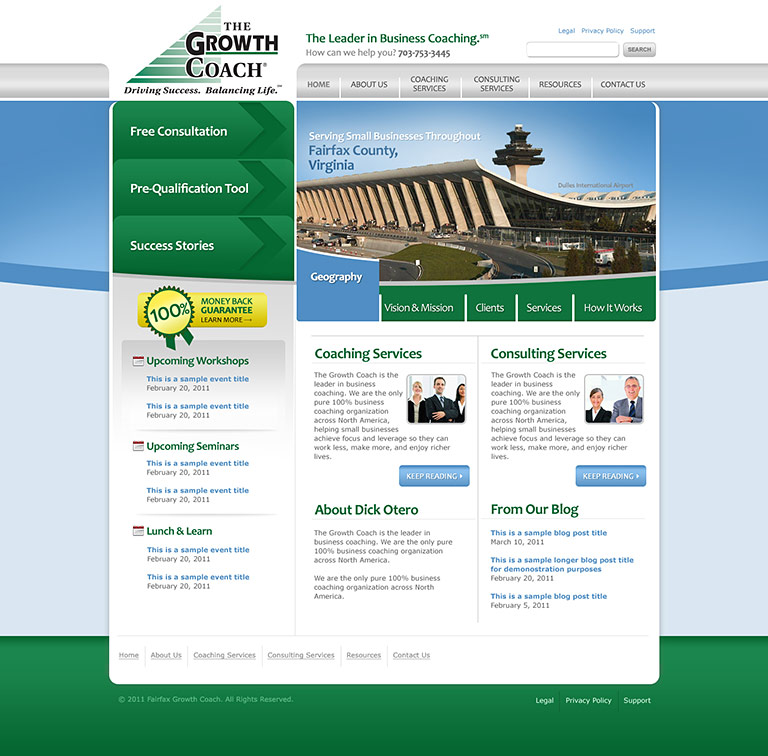 THE
GROWTH
COACH®
Driving Success. Balancing Life.℠
The Leader in Business Coaching.℠
How can we help you? 703-753-3445
Legal Privacy Policy Support
SEARCH
HOME
ABOUT US
COACHING
SERVICES
CONSULTING
SERVICES
RESOURCES
CONTACT US
Free Consultation
Pre-Qualification Tool
Success Stories
Serving Small Businesses Throughout
Fairfax County,
Virginia
Dulles International Airport
Geography
Vision & Mission
Clients
Services
How It Works
100%
MONEY BACK
GUARANTEE
LEARN MORE →
Upcoming Workshops
This is a sample event title
February 20, 2011
This is a sample event title
February 20, 2011
Upcoming Seminars
This is a sample event title
February 20, 2011
This is a sample event title
February 20, 2011
Lunch & Learn
This is a sample event title
February 20, 2011
This is a sample event title
February 20, 2011
Coaching Services
The Growth Coach is the
leader in business
coaching. We are the only
pure 100% business
coaching organization
across North America,
helping small businesses
achieve focus and leverage so they can
work less, make more, and enjoy richer
lives.
KEEP READING
Consulting Services
The Growth Coach is the
leader in business
coaching. We are the only
pure 100% business
coaching organization
across North America,
helping small businesses
achieve focus and leverage so they can
work less, make more, and enjoy richer
lives.
KEEP READING
About Dick Otero
The Growth Coach is the leader in
business coaching. We are the only pure
100% business coaching organization
across North America.
We are the only pure 100% business
coaching organization across North
America.
From Our Blog
This is a sample blog post title
March 10, 2011
This is a sample longer blog post title
for demonostration purposes
February 20, 2011
This is a sample blog post title
February 5, 2011
Home About Us Coaching Services Consulting Services Resources Contact Us
© 2011 Fairfax Growth Coach. All Rights Reserved.
Legal Privacy Policy Support